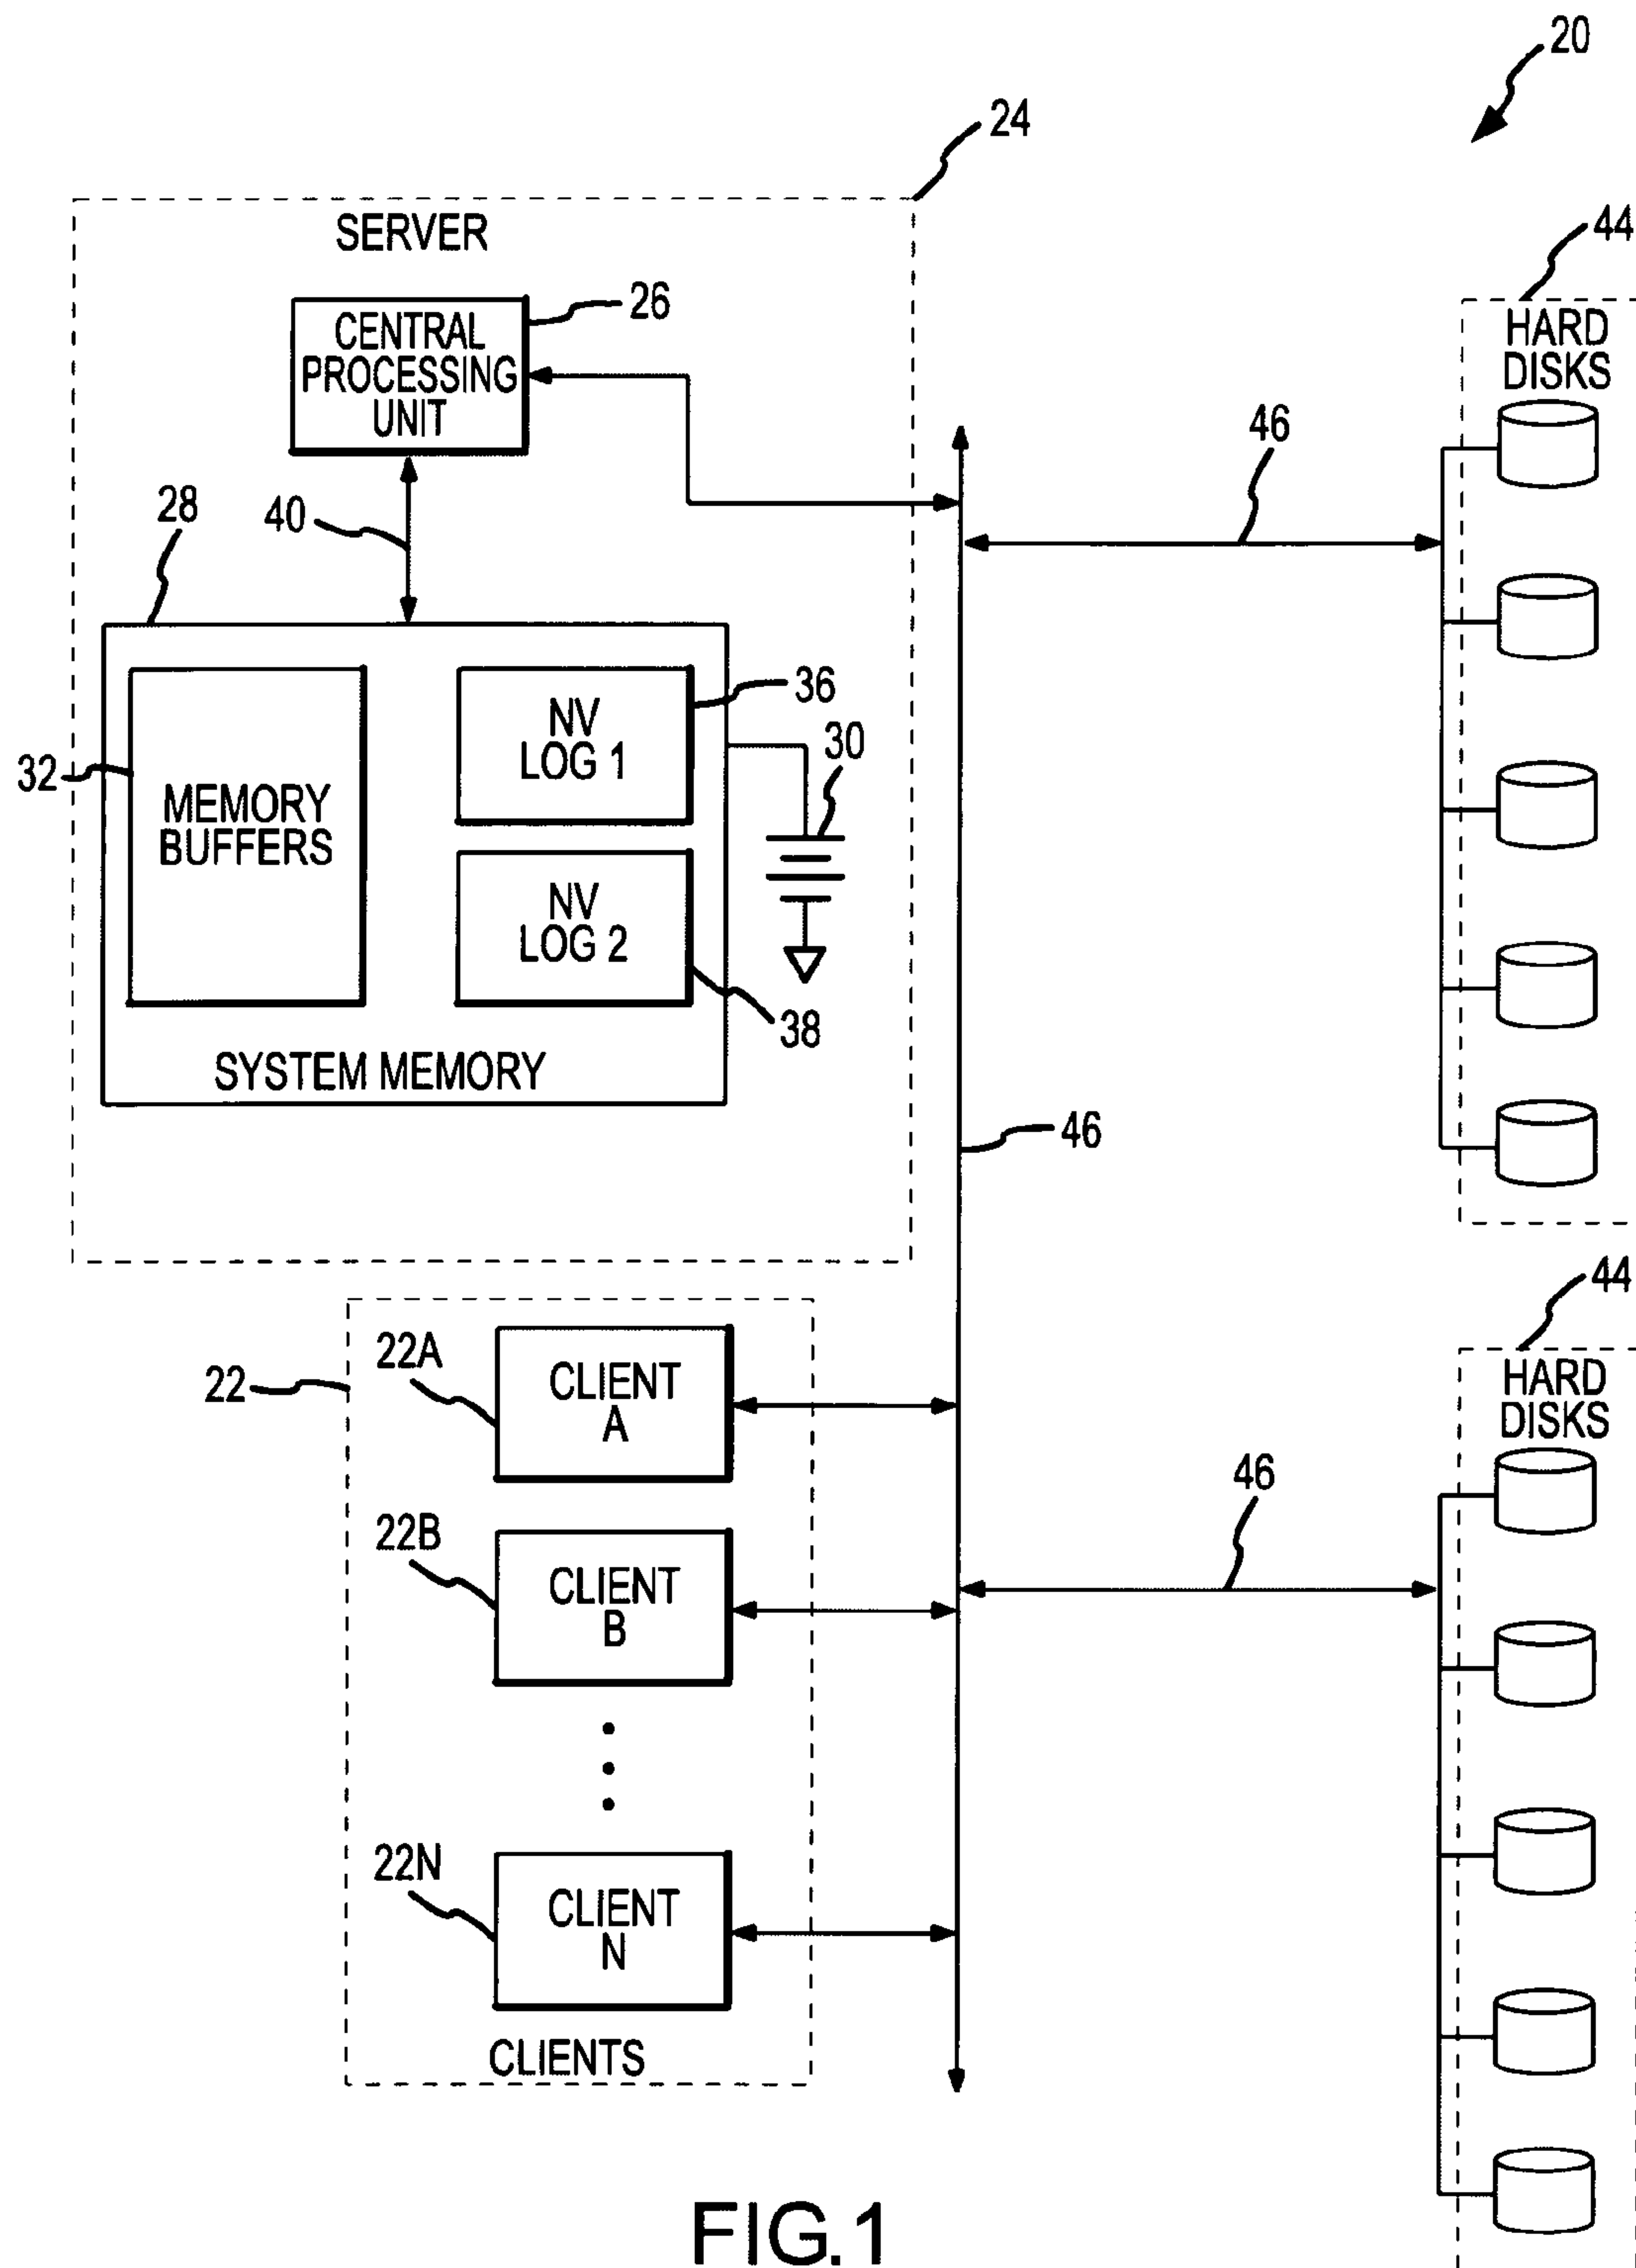 20
24
SERVER
44
26
CENTRAL
PROCESSING
UNIT
HARD
DISKS
46
28
40
36
NV
LOG 1
30
32
MEMORY
BUFFERS
NV
LOG 2
38
SYSTEM MEMORY
46
44
22A
22
CLIENT
A
HARD
DISKS
46
22B
CLIENT
B
22N
CLIENT
N
CLIENTS
FIG.1